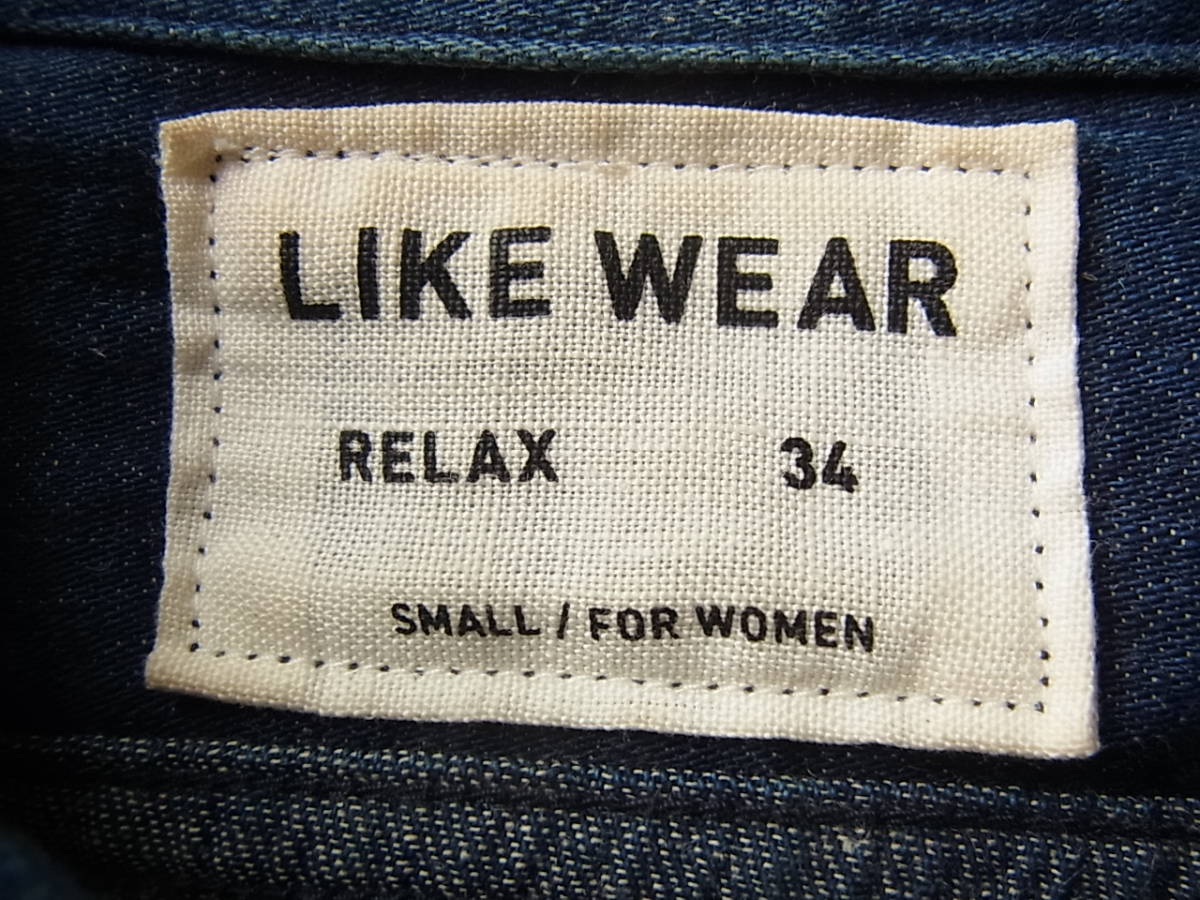 LIKE WEAR
RELAX 34
SMALL / FOR WOMEN